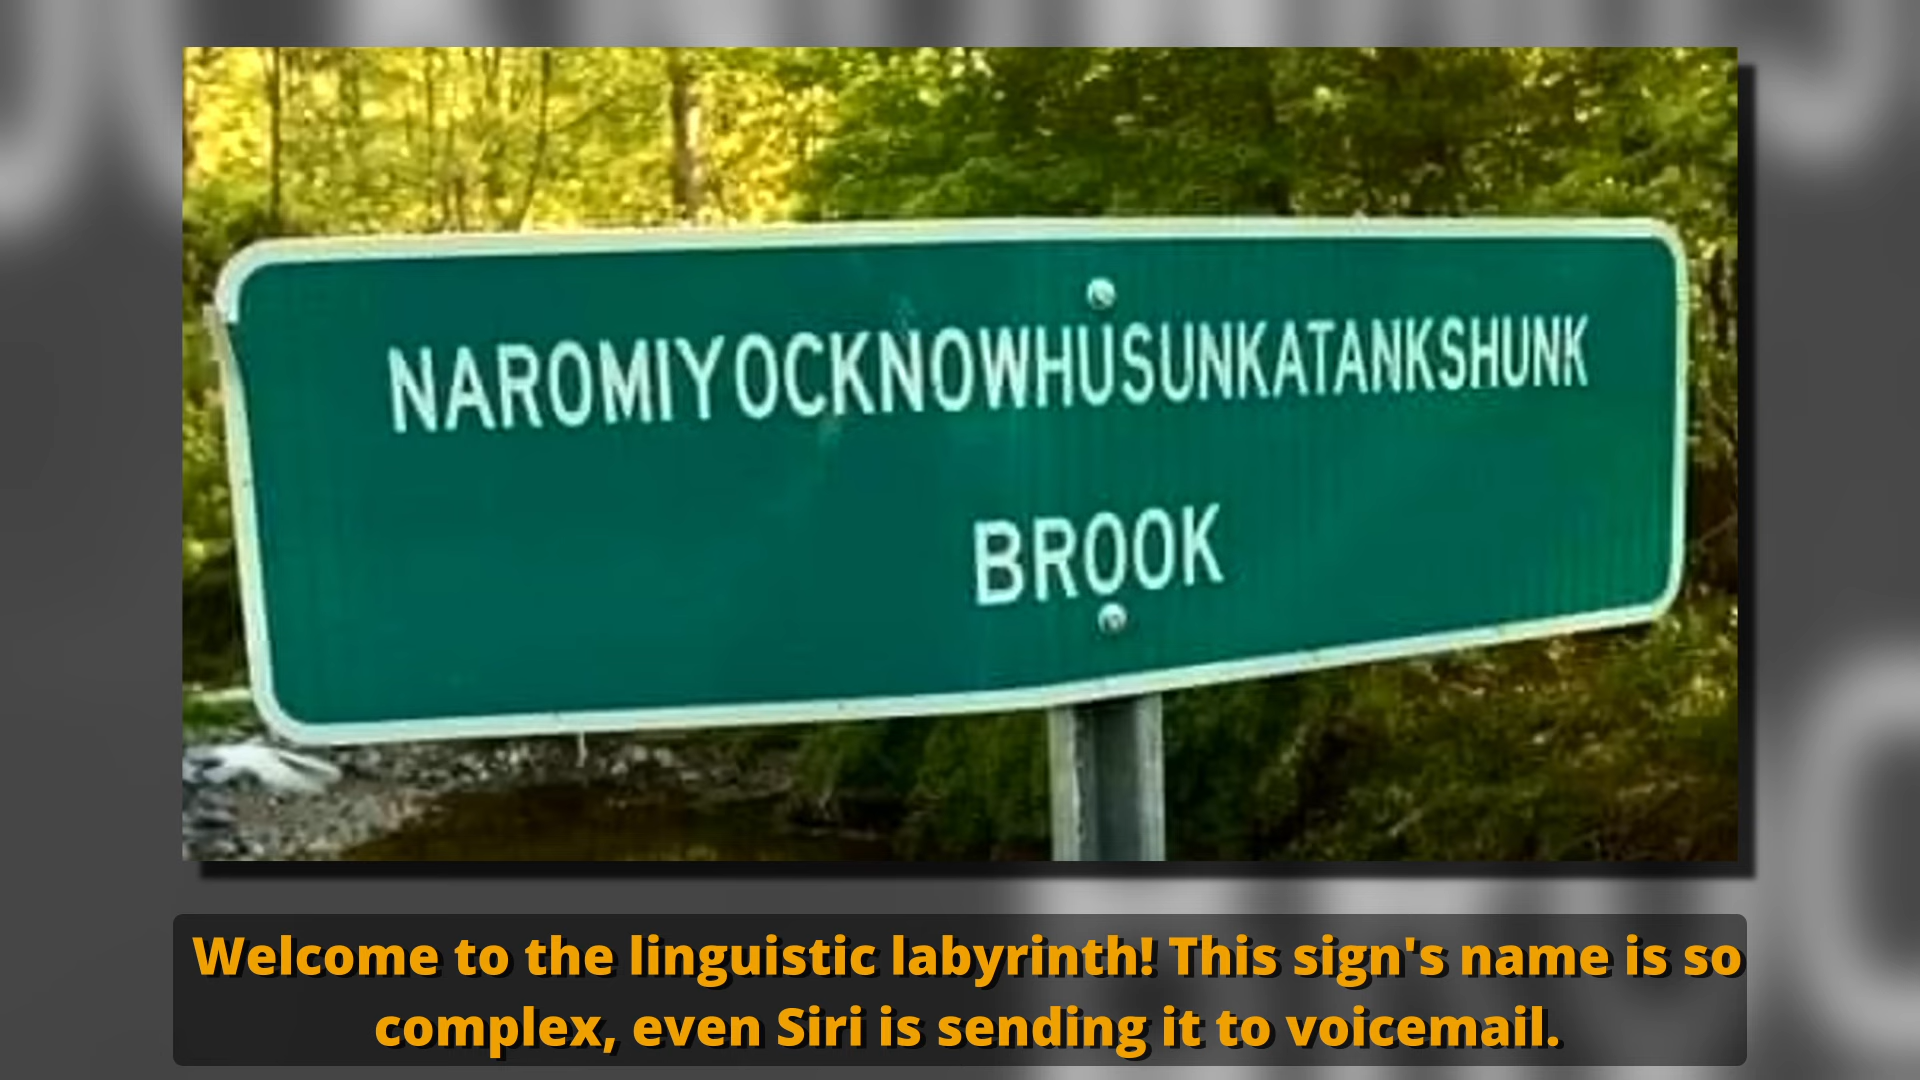 NAROMIYOCKNOWHUSUNKATANKSHUNK
BROOK
Welcome to the linguistic labyrinth! This sign's name is so
complex, even Siri is sending it to voicemail.